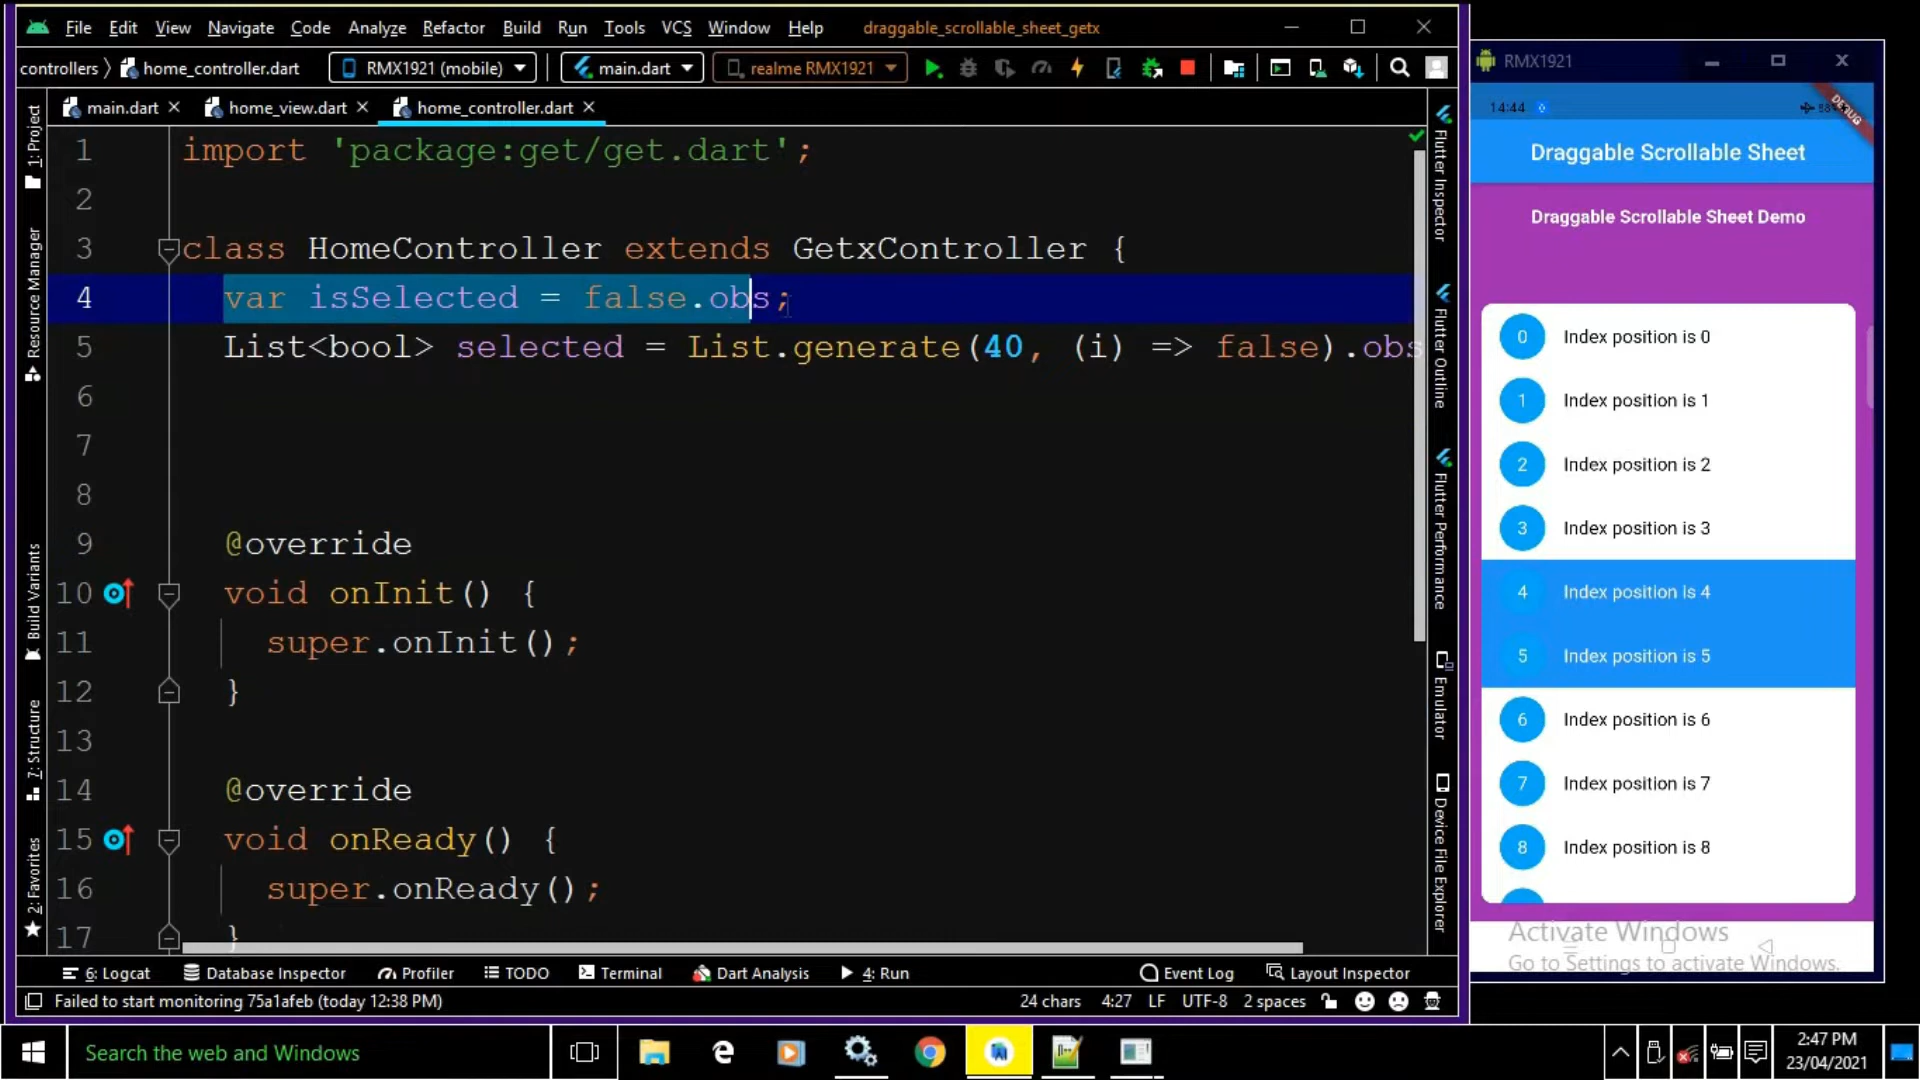 File Edit View Navigate Code Analyze Refactor Build Run Tools VCS Window Help draggable_scrollable_sheet_getx
controllers home_controller.dart RMX1921 (mobile) main.dart realme RMX1921
main.dart home_view.dart home_controller.dart
1 import 'package:get/get.dart';
2
3 class HomeController extends GetxController {
4 var isSelected = false.obs;
5 List<bool> selected = List.generate(40, (i) => false).obs
6
7
8
9 @override
10 void onInit() {
11 super.onInit();
12 }
13
14 @override
15 void onReady() {
16 super.onReady();
17 }
1: Project
Resource Manager
Build Variants
7: Structure
2: Favorites
Flutter Inspector
Flutter Outline
Flutter Performance
Emulator
Device File Explorer
6: Logcat Database Inspector Profiler TODO Terminal Dart Analysis 4: Run Event Log Layout Inspector
Failed to start monitoring 75a1afeb (today 12:38 PM) 24 chars 4:27 LF UTF-8 2 spaces
RMX1921
14:44
DEBUG
Draggable Scrollable Sheet
Draggable Scrollable Sheet Demo
0 Index position is 0
1 Index position is 1
2 Index position is 2
3 Index position is 3
4 Index position is 4
5 Index position is 5
6 Index position is 6
7 Index position is 7
8 Index position is 8
Activate Windows
Go to Settings to activate Windows.
Search the web and Windows
2:47 PM
23/04/2021